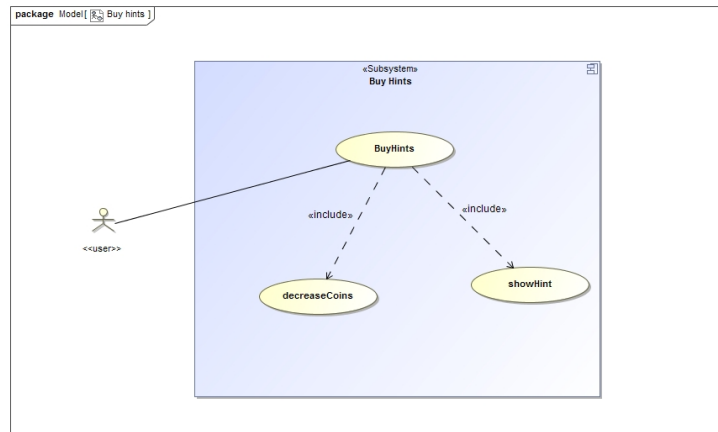 package Model[ Buy hints ]
«Subsystem»
Buy Hints
BuyHints
«include»
«include»
<<user>>
decreaseCoins
showHint